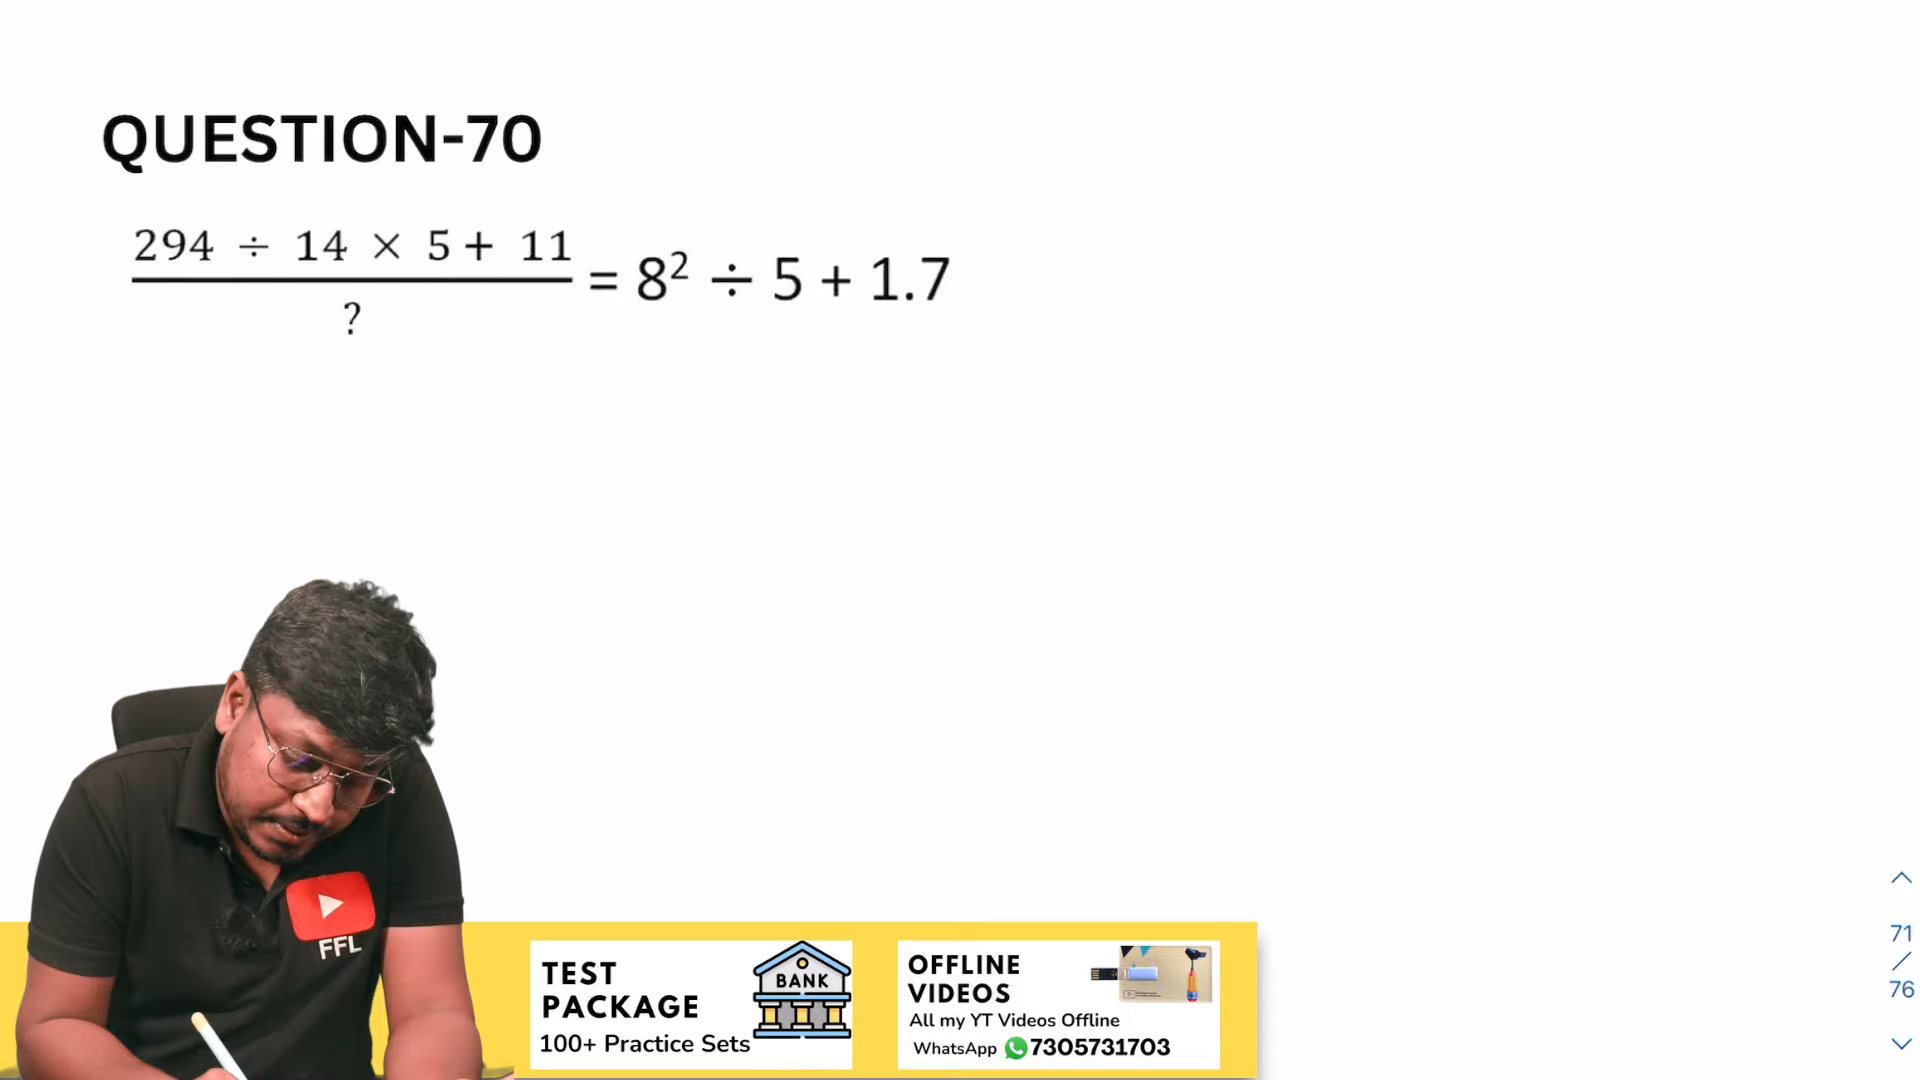 QUESTION-70
294 ÷ 14 × 5 + 11
?
= 8² ÷ 5 + 1.7
FFL
TEST
PACKAGE
100+ Practice Sets
BANK
OFFLINE
VIDEOS
All my YT Videos Offline
WhatsApp 7305731703
71
/
76